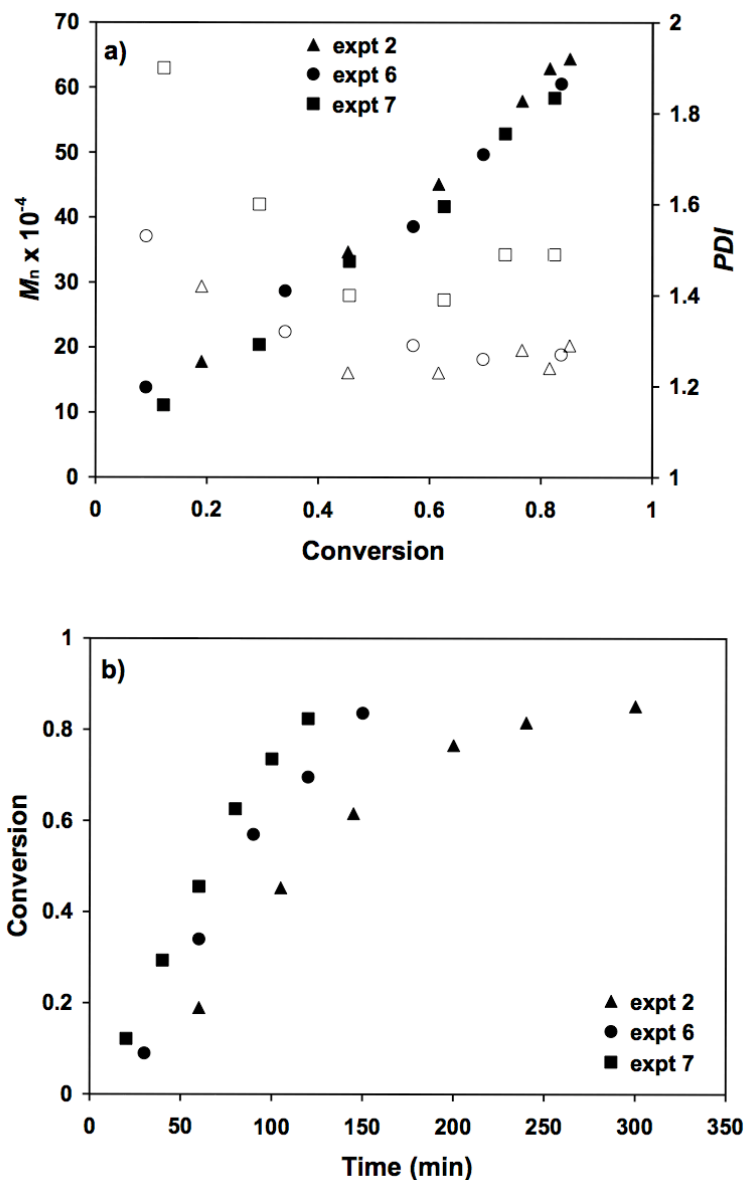 a)
expt 2
expt 6
expt 7
70
60
50
40
30
20
10
0
Mn x 10-4
2
1.8
1.6
1.4
1.2
1
PDI
0 0.2 0.4 0.6 0.8 1
Conversion
b)
1
0.8
0.6
0.4
0.2
0
Conversion
expt 2
expt 6
expt 7
0 50 100 150 200 250 300 350
Time (min)